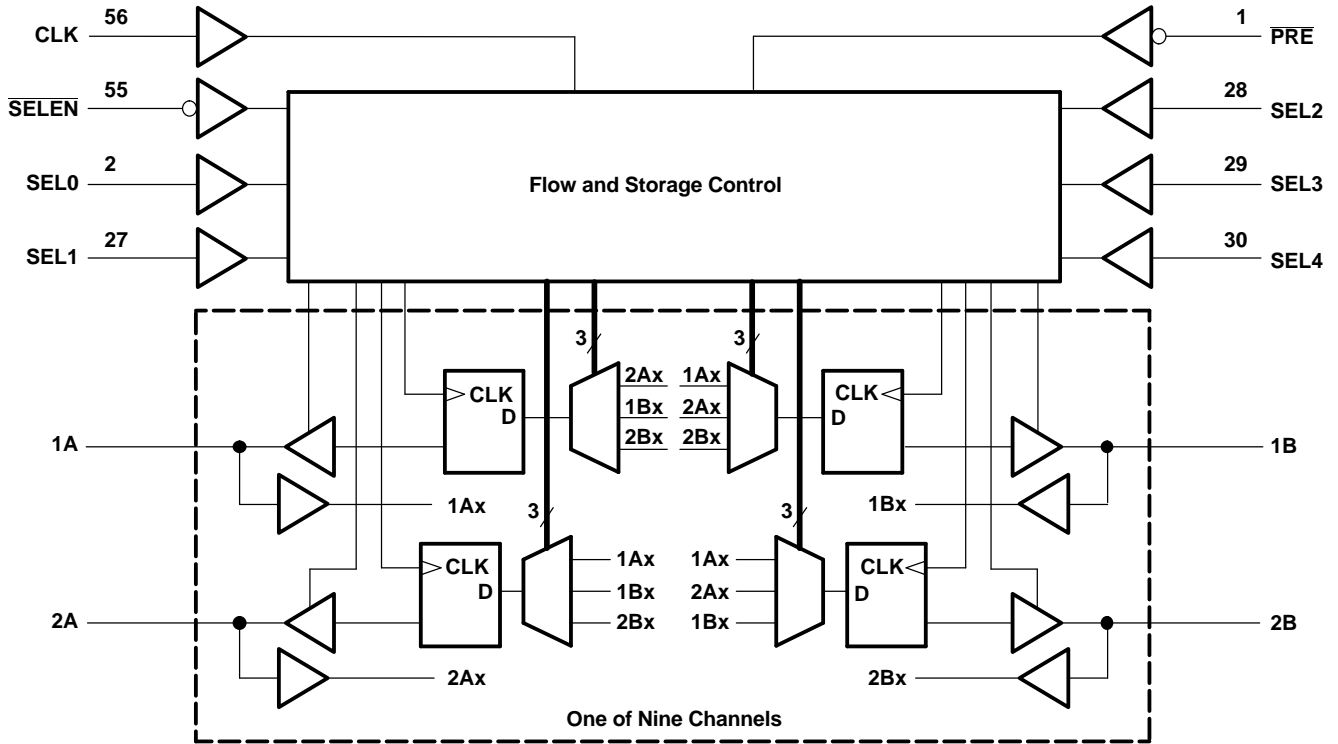 CLK 56
1 PRE
SELEN 55
28 SEL2
SEL0 2
29 SEL3
SEL1 27
30 SEL4
Flow and Storage Control
3
3
CLK
D
2Ax
1Bx
2Bx
1Ax
2Ax
2Bx
CLK
D
1A
1B
1Ax
1Bx
3
3
CLK
D
1Ax
1Bx
2Bx
1Ax
2Ax
1Bx
CLK
D
2A
2B
2Ax
2Bx
One of Nine Channels